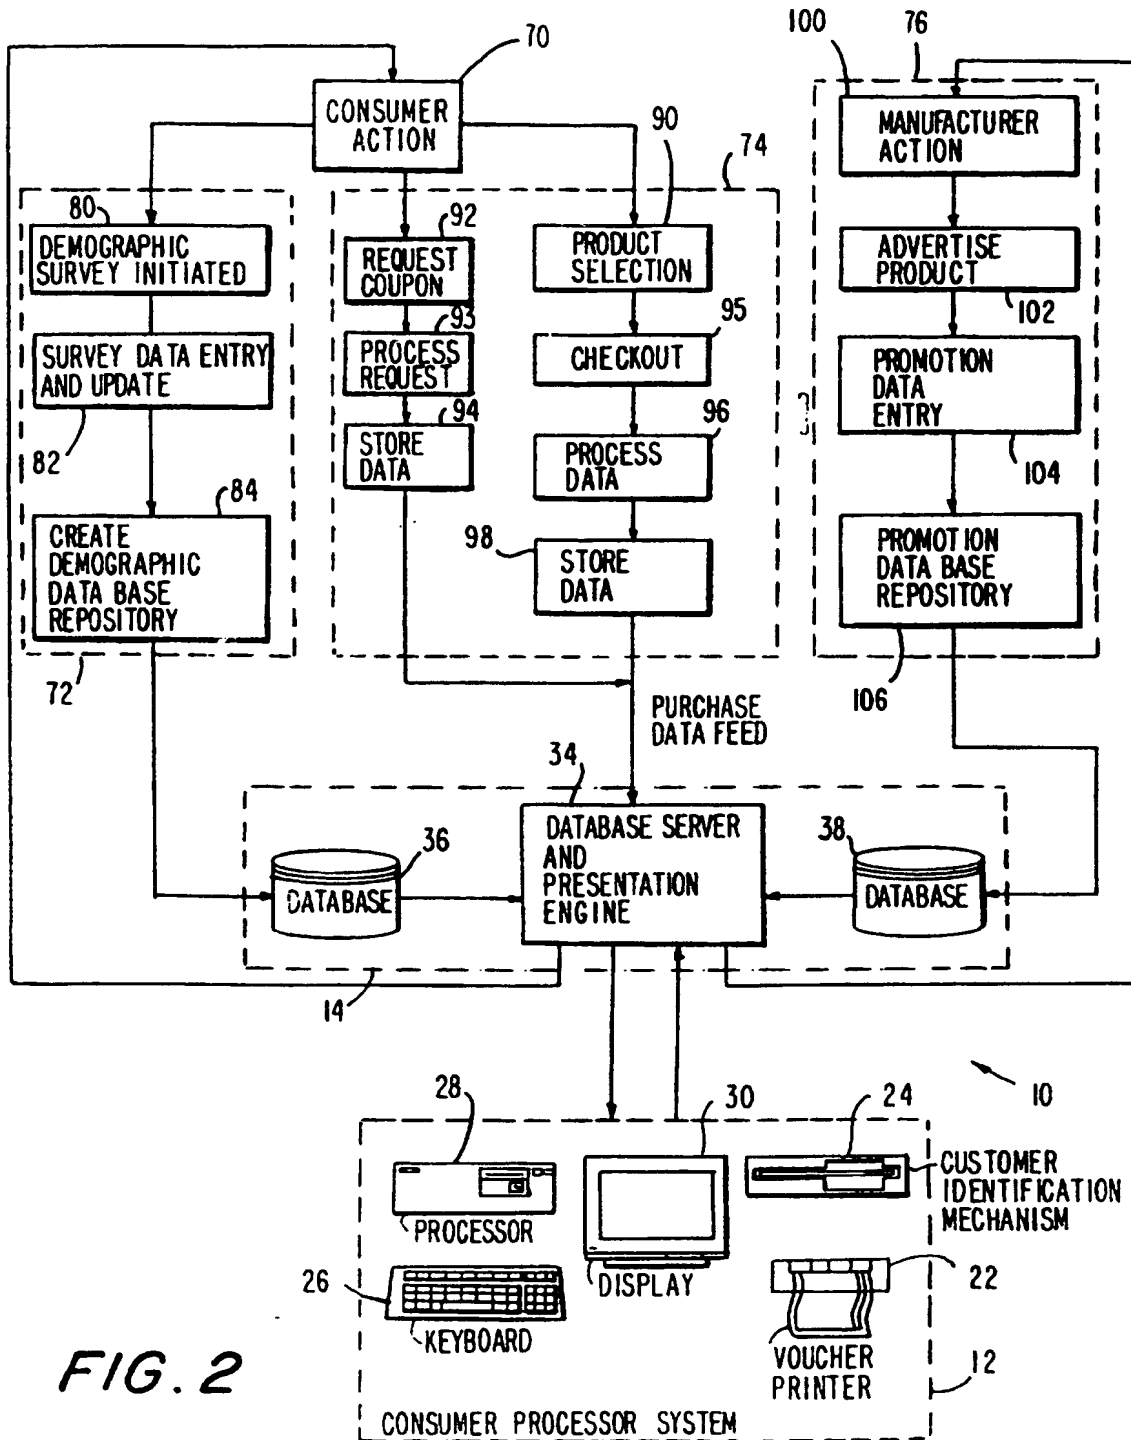 100
76
70
CONSUMER
ACTION
90
74
MANUFACTURER
ACTION
80
DEMOGRAPHIC
SURVEY INITIATED
92
REQUEST
COUPON
PRODUCT
SELECTION
ADVERTISE
PRODUCT
102
SURVEY DATA ENTRY
AND UPDATE
82
93
PROCESS
REQUEST
95
CHECKOUT
PROMOTION
DATA
ENTRY
104
94
STORE
DATA
96
PROCESS
DATA
84
CREATE
DEMOGRAPHIC
DATA BASE
REPOSITORY
72
98
STORE
DATA
PROMOTION
DATA BASE
REPOSITORY
106
PURCHASE
DATA FEED
34
36
DATABASE
DATABASE SERVER
AND
PRESENTATION
ENGINE
38
DATABASE
14
10
28
PROCESSOR
30
DISPLAY
24
CUSTOMER
IDENTIFICATION
MECHANISM
26
KEYBOARD
22
VOUCHER
PRINTER
12
FIG. 2
CONSUMER PROCESSOR SYSTEM